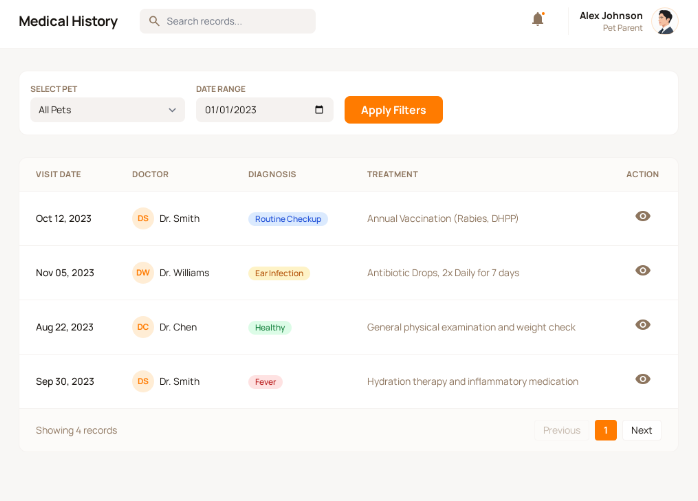 Medical History
Search records...
Alex Johnson
Pet Parent
SELECT PET
DATE RANGE
All Pets
01/01/2023
Apply Filters
VISIT DATE DOCTOR DIAGNOSIS TREATMENT ACTION
Oct 12, 2023 DS Dr. Smith Routine Checkup Annual Vaccination (Rabies, DHPP)
Nov 05, 2023 DW Dr. Williams Ear Infection Antibiotic Drops, 2x Daily for 7 days
Aug 22, 2023 DC Dr. Chen Healthy General physical examination and weight check
Sep 30, 2023 DS Dr. Smith Fever Hydration therapy and inflammatory medication
Showing 4 records
Previous 1 Next